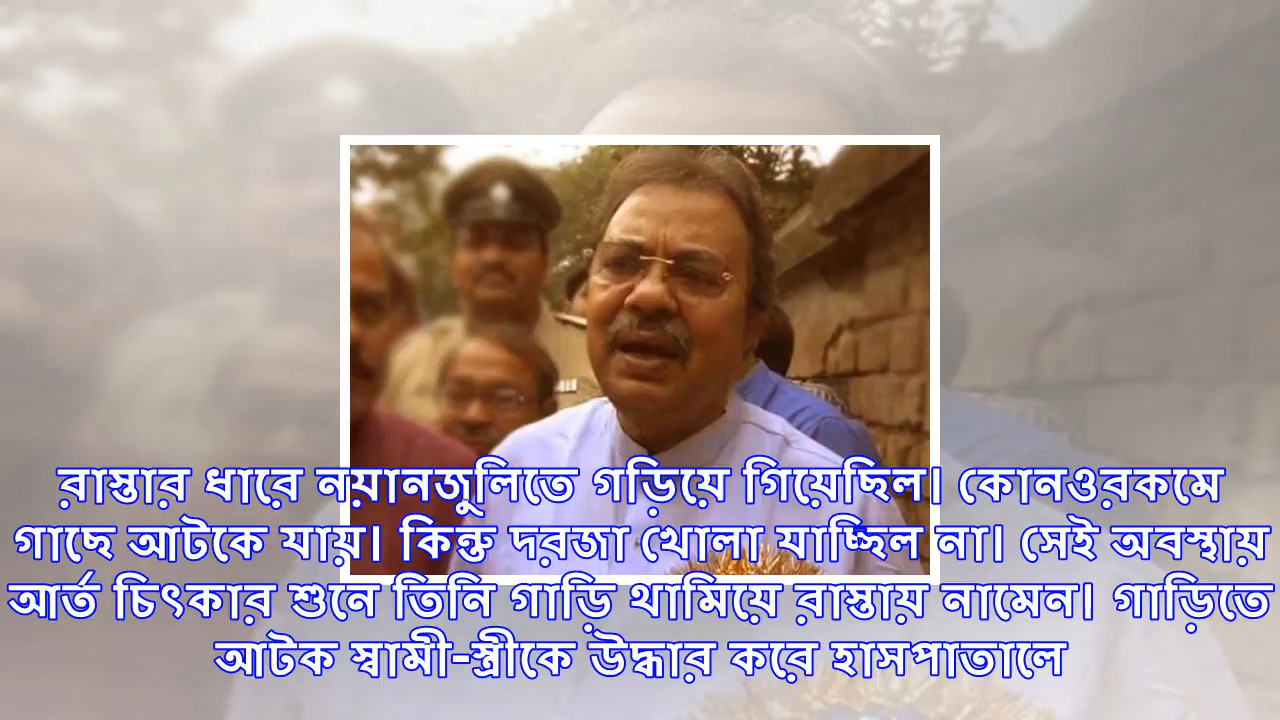 রাস্তার ধারে নয়ানজুলিতে গড়িয়ে গিয়েছিল। কোনওরকমে
গাছে আটকে যায়। কিন্তু দরজা খোলা যাচ্ছিল না। সেই অবস্থায়
আর্ত চিৎকার শুনে তিনি গাড়ি থামিয়ে রাস্তায় নামেন। গাড়িতে
আটক স্বামী-স্ত্রীকে উদ্ধার করে হাসপাতালে